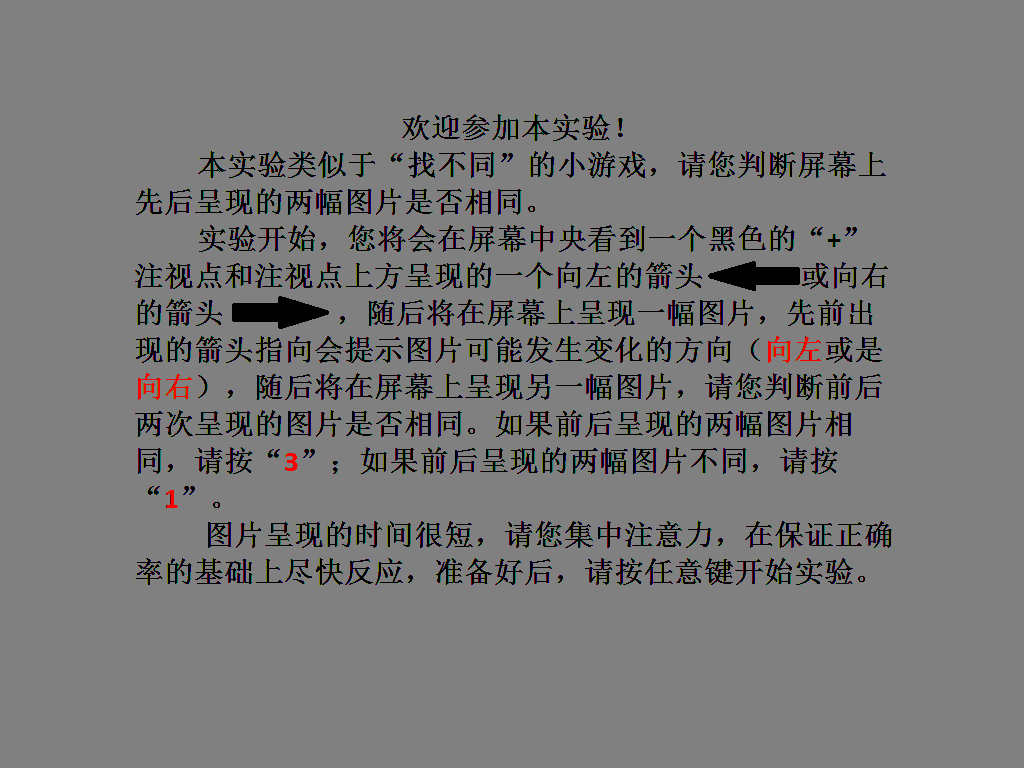 欢迎参加本实验！
本实验类似于“找不同”的小游戏，请您判断屏幕上
先后呈现的两幅图片是否相同。
实验开始，您将会在屏幕中央看到一个黑色的“+”
注视点和注视点上方呈现的一个向左的箭头或向右
的箭头，随后将在屏幕上呈现一幅图片，先前出
现的箭头指向会提示图片可能发生变化的方向（向左或是
向右），随后将在屏幕上呈现另一幅图片，请您判断前后
两次呈现的图片是否相同。如果前后呈现的两幅图片相
同，请按“3”；如果前后呈现的两幅图片不同，请按
“1”。
图片呈现的时间很短，请您集中注意力，在保证正确
率的基础上尽快反应，准备好后，请按任意键开始实验。